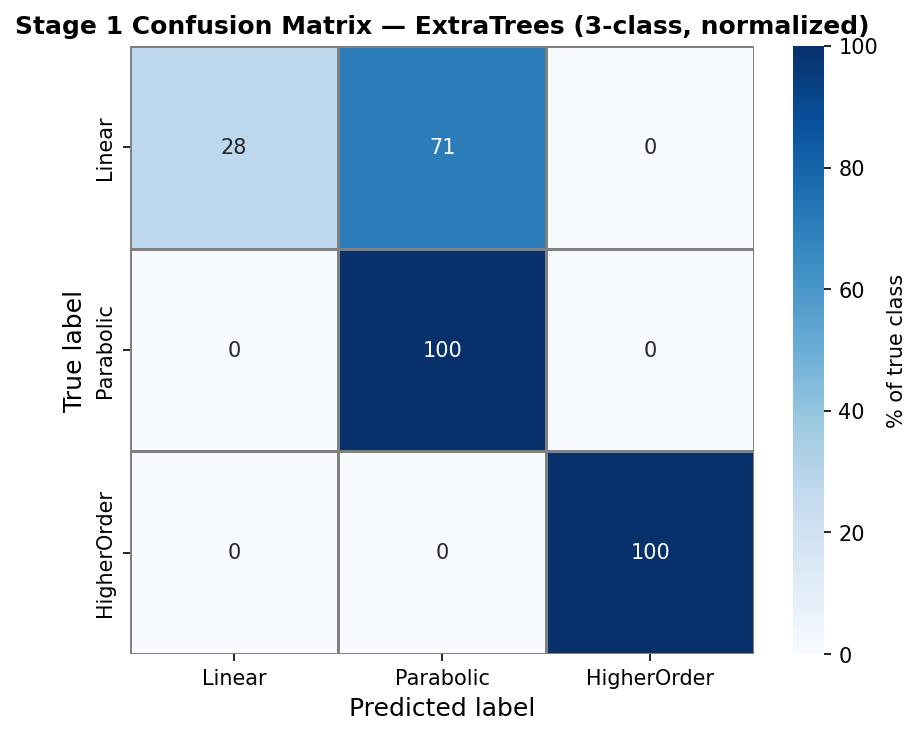 Stage 1 Confusion Matrix — ExtraTrees (3-class, normalized)
True label
Linear
28
71
0
Parabolic
0
100
0
HigherOrder
0
0
100
Linear
Parabolic
HigherOrder
Predicted label
100
80
60
40
20
0
% of true class